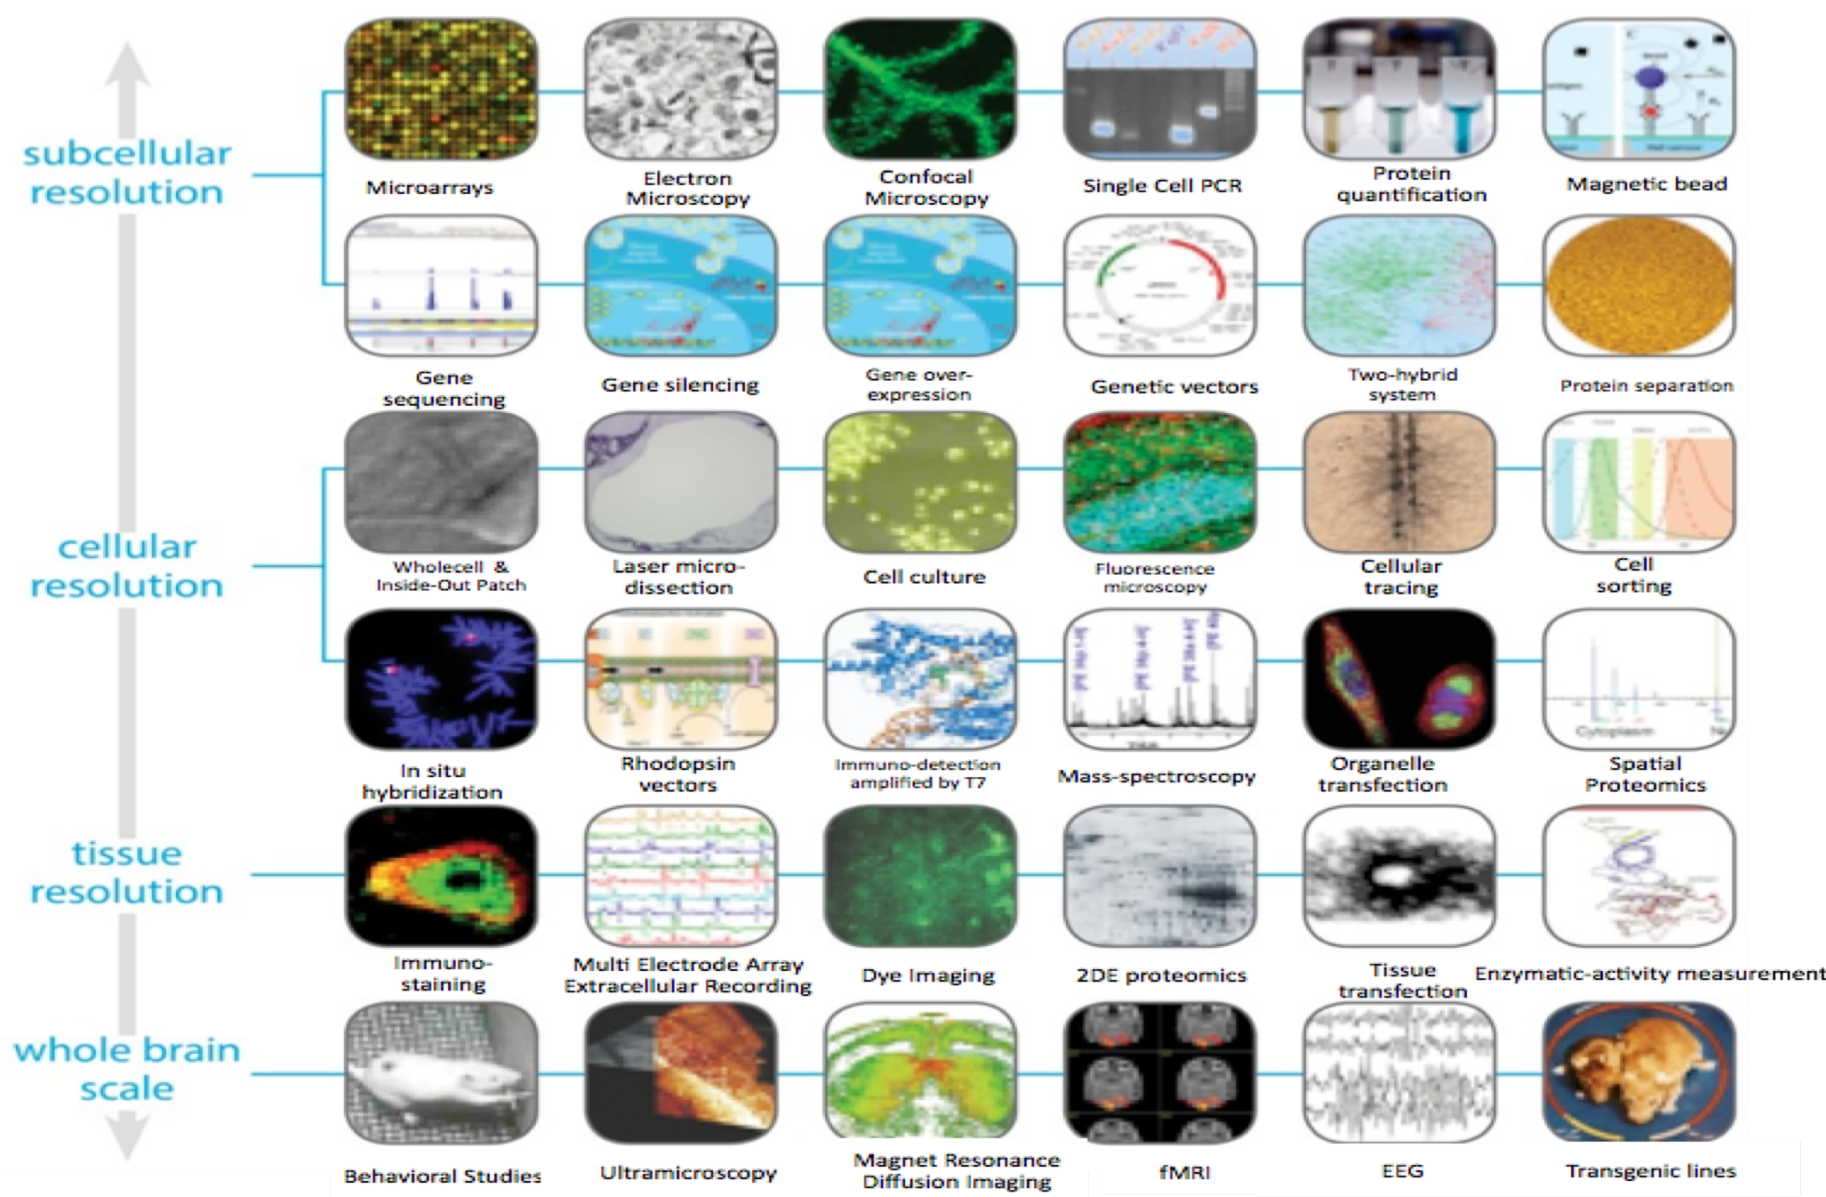 subcellular
resolution
Microarrays
Electron
Microscopy
Confocal
Microscopy
Single Cell PCR
Protein
quantification
Magnetic bead
Gene
sequencing
Gene silencing
Gene over-
expression
Genetic vectors
Two-hybrid
system
Protein separation
cellular
resolution
Wholecell &
Inside-Out Patch
Laser micro-
dissection
Cell culture
Fluorescence
microscopy
Cellular
tracing
Cell
sorting
Cytoplasm
In situ
hybridization
Rhodopsin
vectors
Immuno-detection
amplified by T7
Mass-spectroscopy
Organelle
transfection
Spatial
Proteomics
tissue
resolution
Immuno-
staining
Multi Electrode Array
Extracellular Recording
Dye Imaging
2DE proteomics
Tissue
transfection
Enzymatic-activity measurement
whole brain
scale
Behavioral Studies
Ultramicroscopy
Magnet Resonance
Diffusion Imaging
fMRI
EEG
Transgenic lines